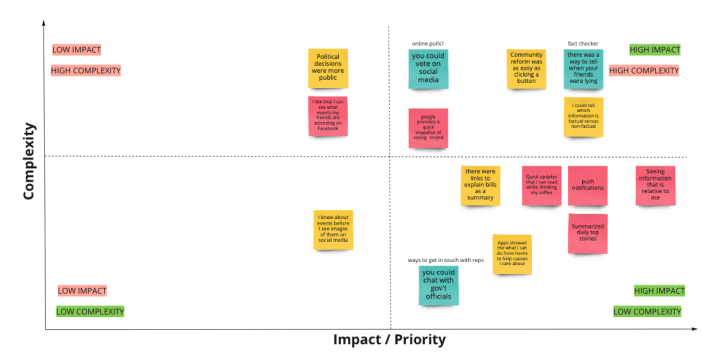 LOW IMPACT
HIGH COMPLEXITY
Political
decisions
were more
public
I like that I can
see what
events my
friends are
attending on
Facebook
online polls?
you could
vote on
social
media
google
provides a
quick
snapshot of
voting record
Community
reform was
as easy as
clicking a
button
fact checker
there was a
way to tell
when your
friends
were lying
I could tell
which
information is
factual versus
non-factual
HIGH IMPACT
HIGH COMPLEXITY
Complexity
I knew about
events before
I see images
of them on
social media
there were
links to
explain bills
as a
summary
Quick updates
that I can read
while drinking
my coffee
push
notifications
Seeing
information
that is
relative to
me
Summarized
daily top
stories
Apps showed
me what I can
do from home
to help causes
I care about
ways to get in touch with reps
you could
chat with
gov't
officials
LOW IMPACT
LOW COMPLEXITY
HIGH IMPACT
LOW COMPLEXITY
Impact / Priority